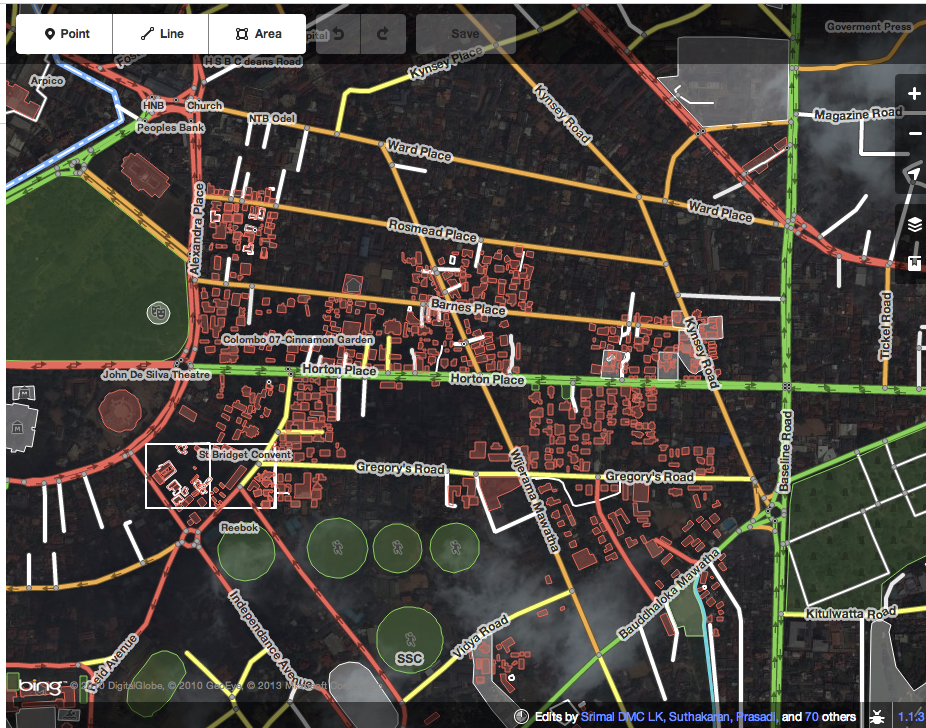 Point
Line
Area
Save
Goverment Press
H S B C deans Road
Kynsey Place
Arpico
HNB
Church
Peoples Bank
NTB Odel
Kynsey Road
Magazine Road
Ward Place
Ward Place
Alexandra Place
Rosmead Place
Barnes Place
Tickel Road
Colombo 07-Cinnamon Garden
Kynsey Road
John De Silva Theatre
Horton Place
Horton Place
Baseline Road
St Bridget Convent
Gregory's Road
Gregory's Road
Wijerama Mawatha
Reebok
Bauddhaloka Mawatha
Independance Avenue
Vidya Road
Kitulwatta Road
SSC
Reid Avenue
bing
DigitalGlobe, © 2010 GeoEye, © 2013
Edits by Srimal DMC LK, Suthakaran, Prasadi, and 70 others
1.1.3